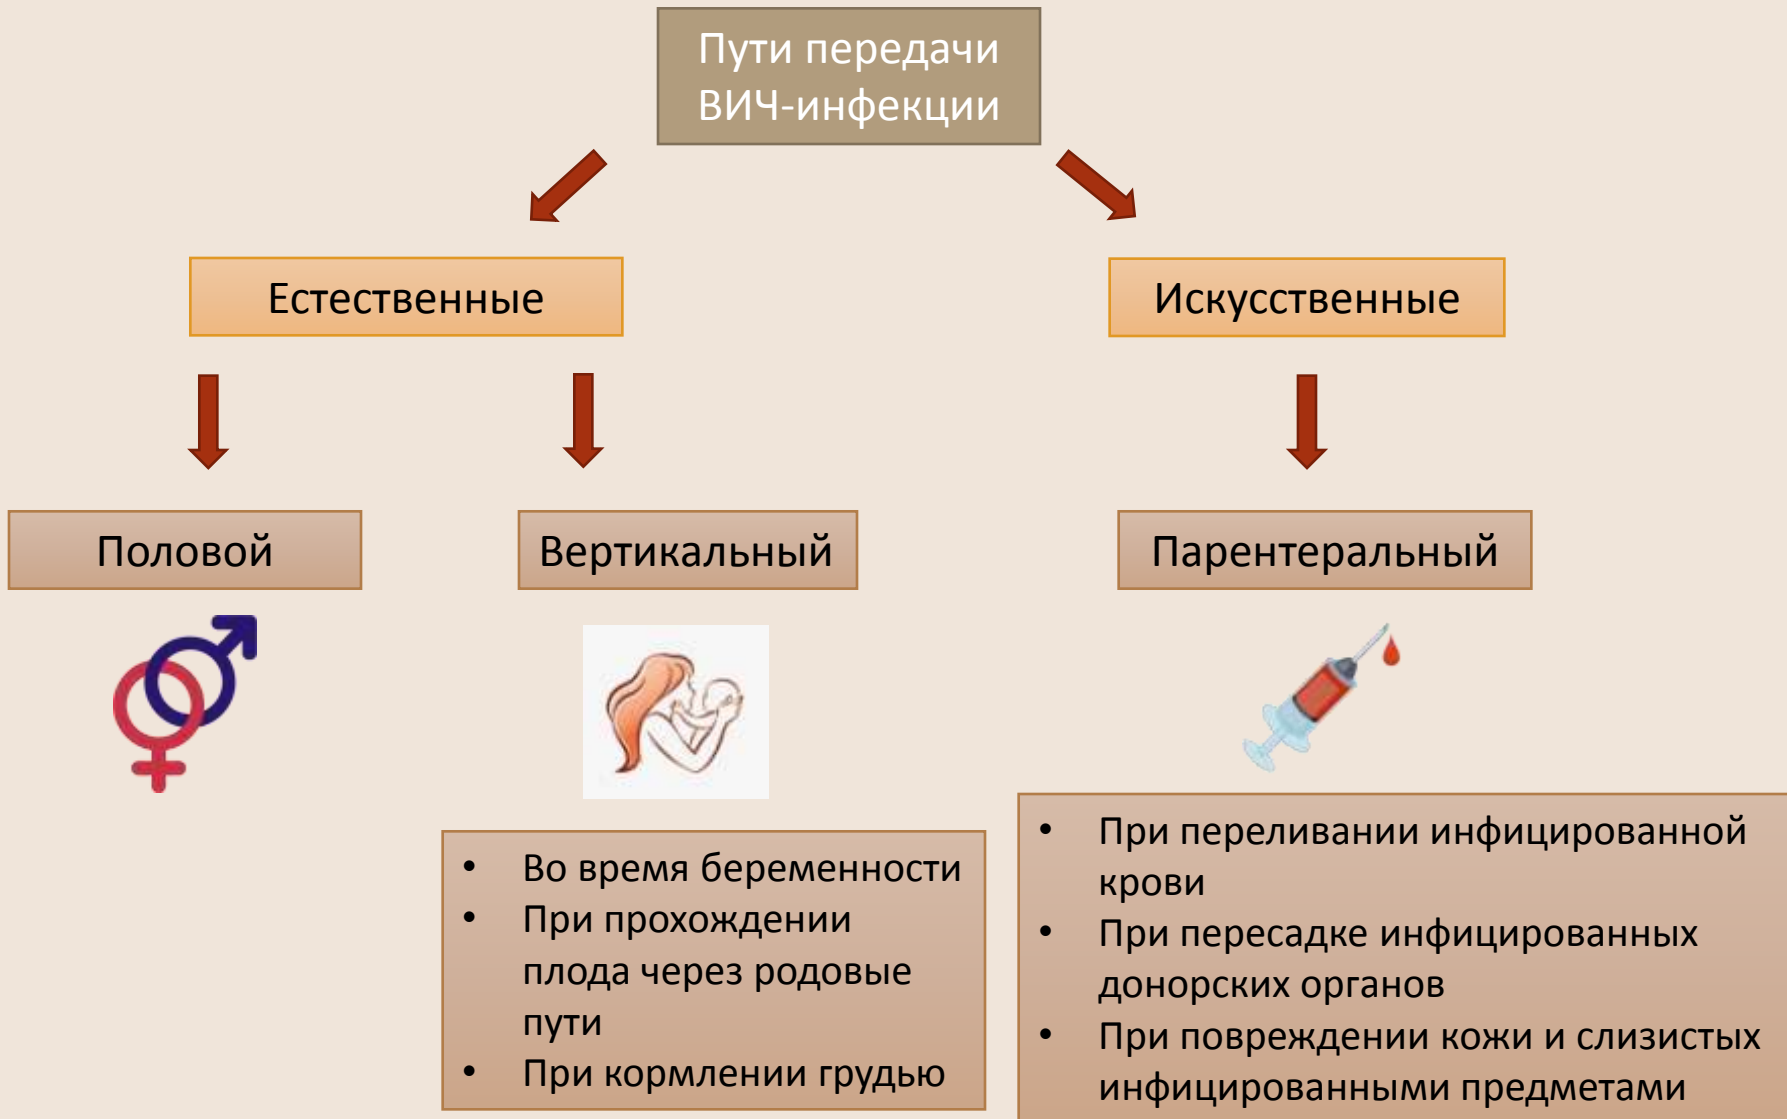 Пути передачи
ВИЧ-инфекции
Естественные
Искусственные
Половой
Вертикальный
Парентеральный
• Во время беременности
• При прохождении
плода через родовые
пути
• При кормлении грудью
• При переливании инфицированной
крови
• При пересадке инфицированных
донорских органов
• При повреждении кожи и слизистых
инфицированными предметами